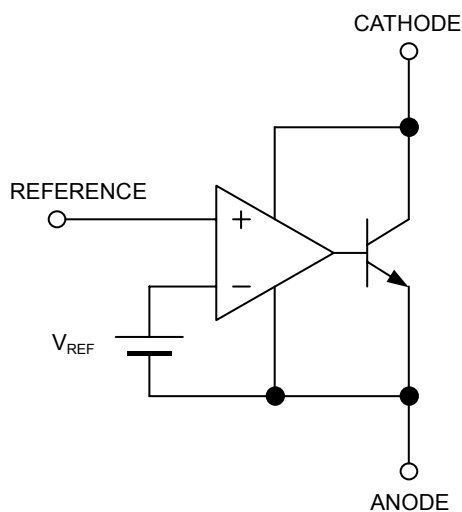 CATHODE
REFERENCE
+
−
VREF
ANODE